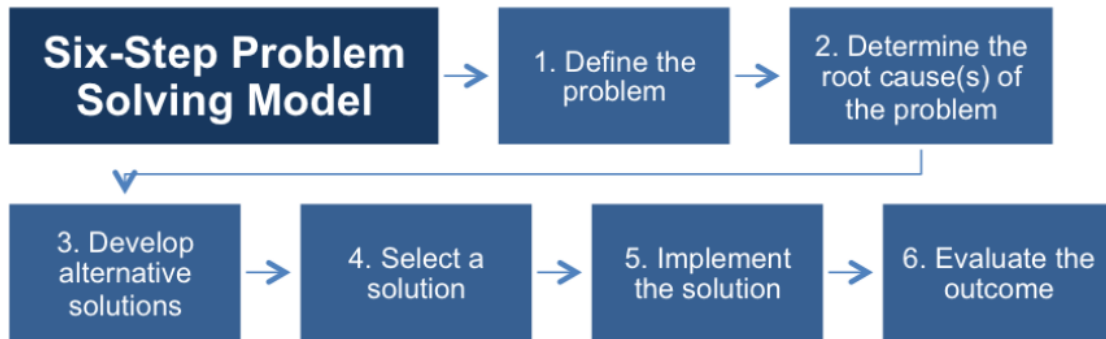 Six-Step Problem
Solving Model
1. Define the
problem
2. Determine the
root cause(s) of
the problem
3. Develop
alternative
solutions
4. Select a
solution
5. Implement
the solution
6. Evaluate the
outcome